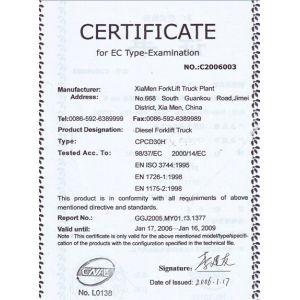 CERTIFICATE
for EC Type-Examination
NO.:C2006003
Manufacturer: XiaMen ForkLift Truck Plant
Address: No.668 South Guankou Road,Jimei
District, Xia Men, China
Tel:0086-592-6389999 Fax:0086-592-6389989
Product Designation: Diesel Forklift Truck
Type: CPCD30H
Tested Acc. To: 98/37/EC 2000/14/EC
EN ISO 3744:1995
EN 1726-1:1998
EN 1175-2:1998
This product is in conformity with all requirements of above
mentioned directive and standards.
Report No.: GGJ2005.MY01.13.1377
Valid until Jan 17, 2006---Jan 16, 2009
Note : This certificate is only valid for the above mentioned model/type/specification
of the products with the configuration specified in the technical file.
CNAL
No. L0138
Signature:
Date of Issued: 2006.1.17